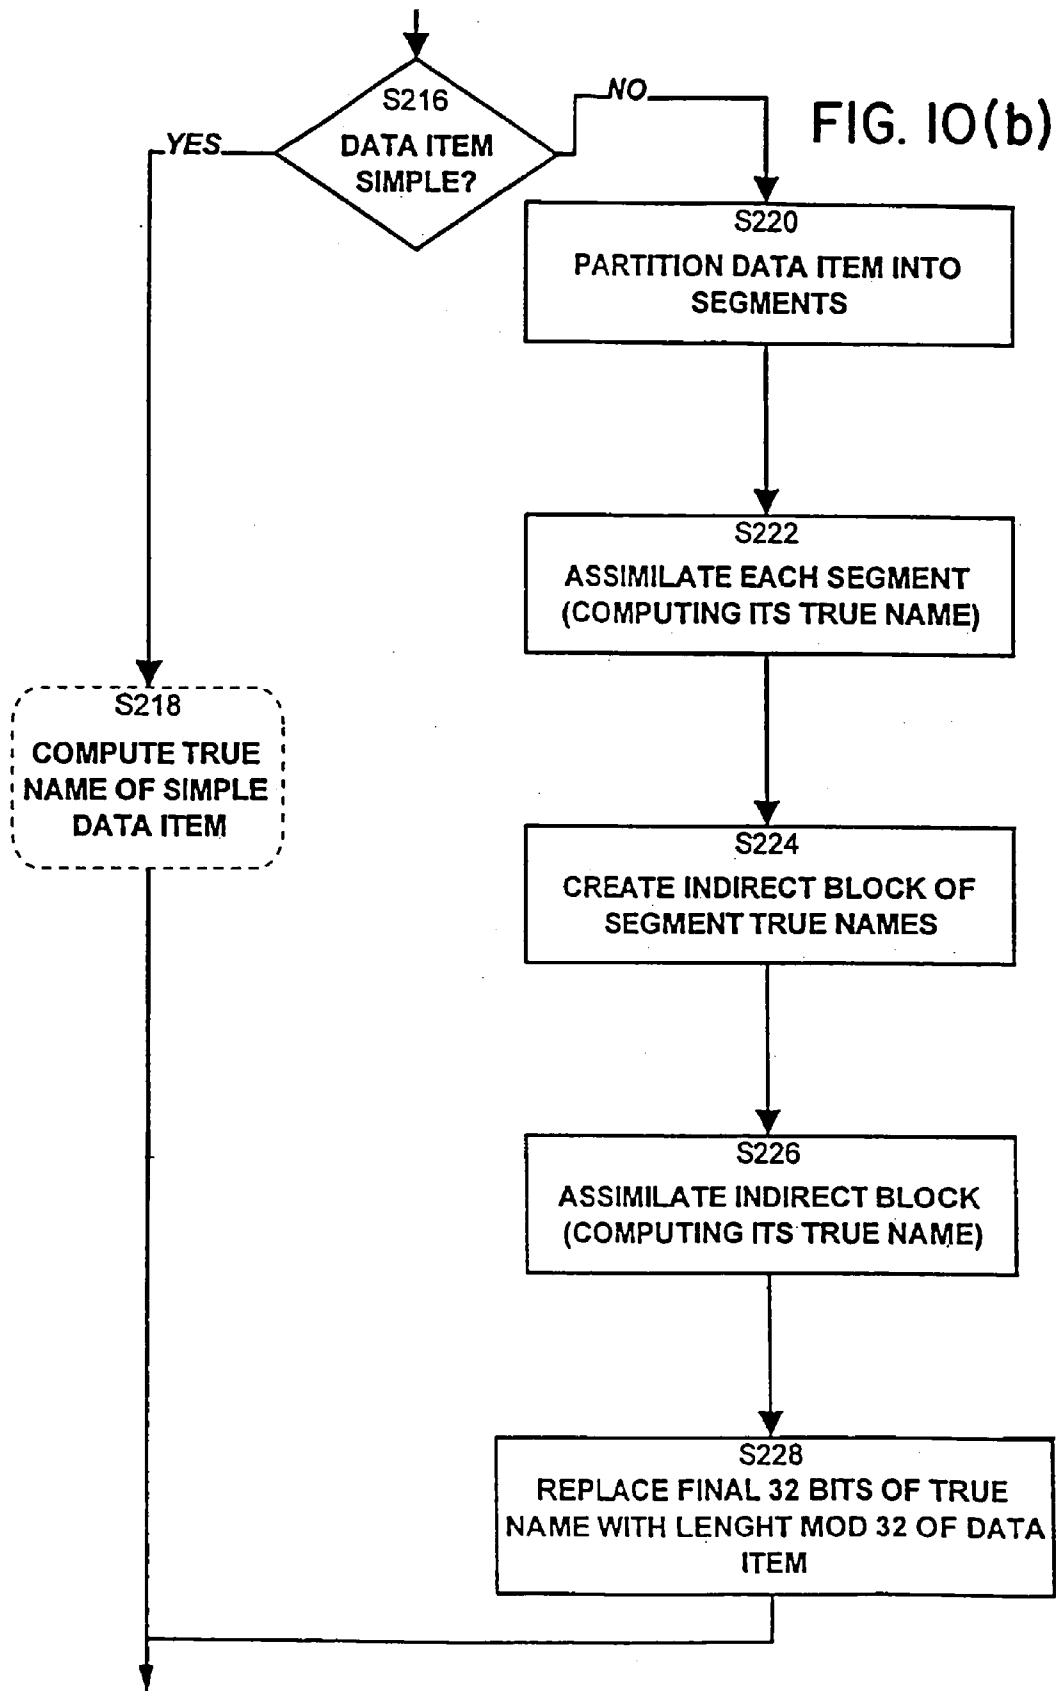 FIG. 10(b)
S216
DATA ITEM
SIMPLE?
YES
NO
S220
PARTITION DATA ITEM INTO
SEGMENTS
S222
ASSIMILATE EACH SEGMENT
(COMPUTING ITS TRUE NAME)
S218
COMPUTE TRUE
NAME OF SIMPLE
DATA ITEM
S224
CREATE INDIRECT BLOCK OF
SEGMENT TRUE NAMES
S226
ASSIMILATE INDIRECT BLOCK
(COMPUTING ITS TRUE NAME)
S228
REPLACE FINAL 32 BITS OF TRUE
NAME WITH LENGHT MOD 32 OF DATA
ITEM